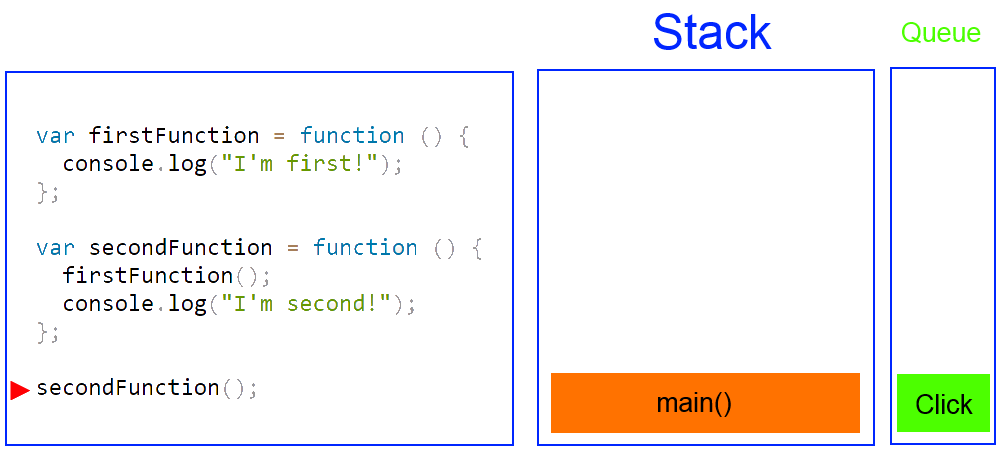 Stack
Queue
var firstFunction = function () {
  console.log("I'm first!");
};
var secondFunction = function () {
  firstFunction();
  console.log("I'm second!");
};
secondFunction();
main()
Click